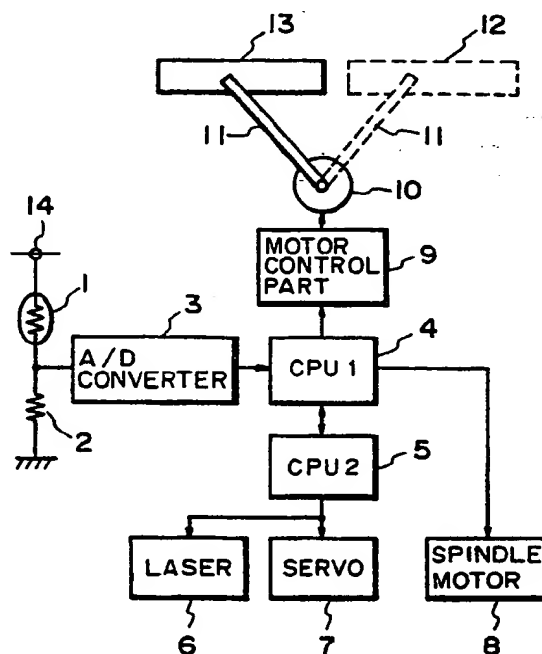 13
12
11
11
10
14
MOTOR
CONTROL
PART
9
1
3
4
A/D
CONVERTER
CPU 1
2
CPU 2
5
LASER
SERVO
SPINDLE
MOTOR
6
7
8